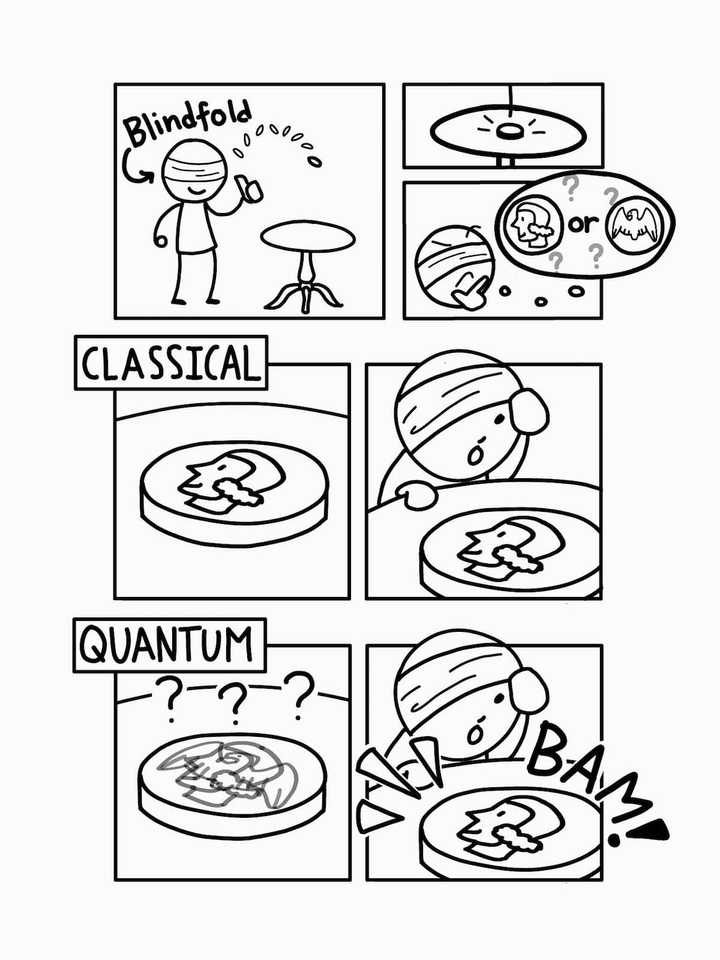 Blindfold
? ?
or
? ?
CLASSICAL
QUANTUM
? ? ?
BAM!